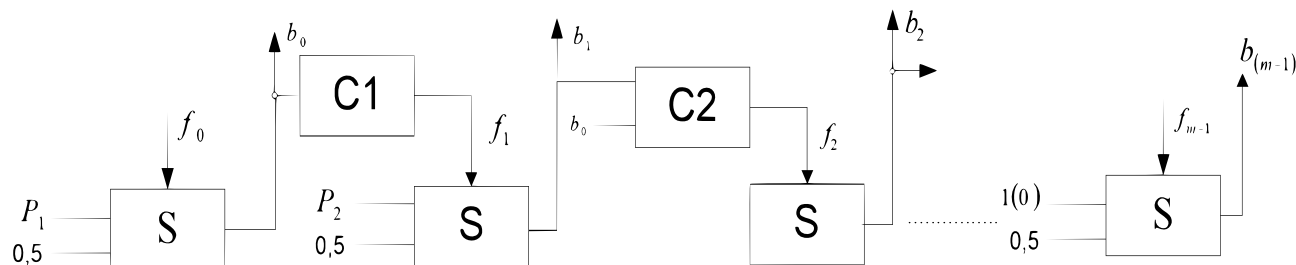 b₀
b₁
b₂
b₍ₘ₋₁₎
C1
C2
f₀
f₁
b₀
f₂
fₘ₋₁
P₁
0,5
S
P₂
0,5
S
S
1(0)
0,5
S